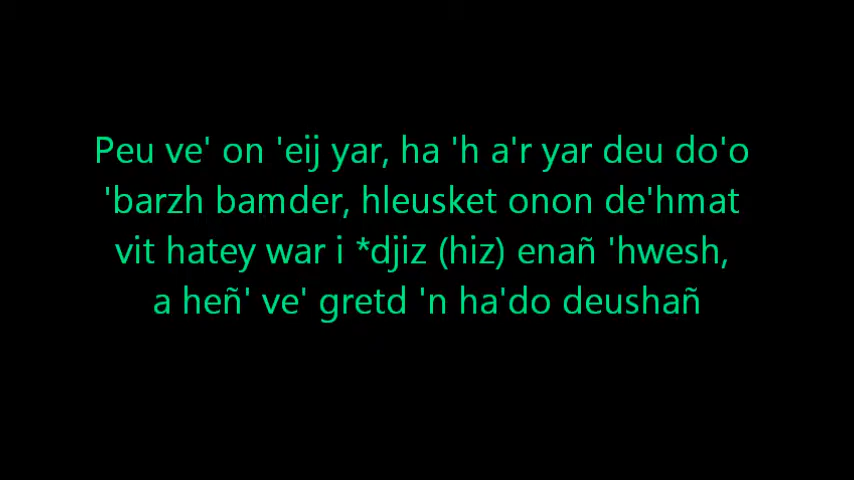 Peu ve' on 'eij yar, ha 'h a'r yar deu do'o
'barzh bamder, hleusket onon de'hmat
vit hatey war i *djiz (hiz) enañ 'hwesh,
a heñ' ve' gretd 'n ha'do deushañ